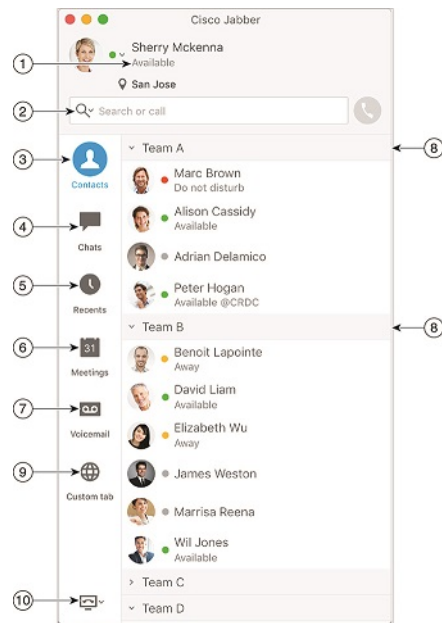 Cisco Jabber
Sherry Mckenna
1
Available
San Jose
2
Search or call
3
Contacts
Team A
8
Marc Brown
Do not disturb
4
Chats
Alison Cassidy
Available
Adrian Delamico
5
Recents
Peter Hogan
Available @CRDC
Team B
8
6
31
Meetings
Benoit Lapointe
Away
David Liam
Available
7
Voicemail
Elizabeth Wu
Away
9
Custom tab
James Weston
Marrisa Reena
Wil Jones
Available
Team C
10
Team D